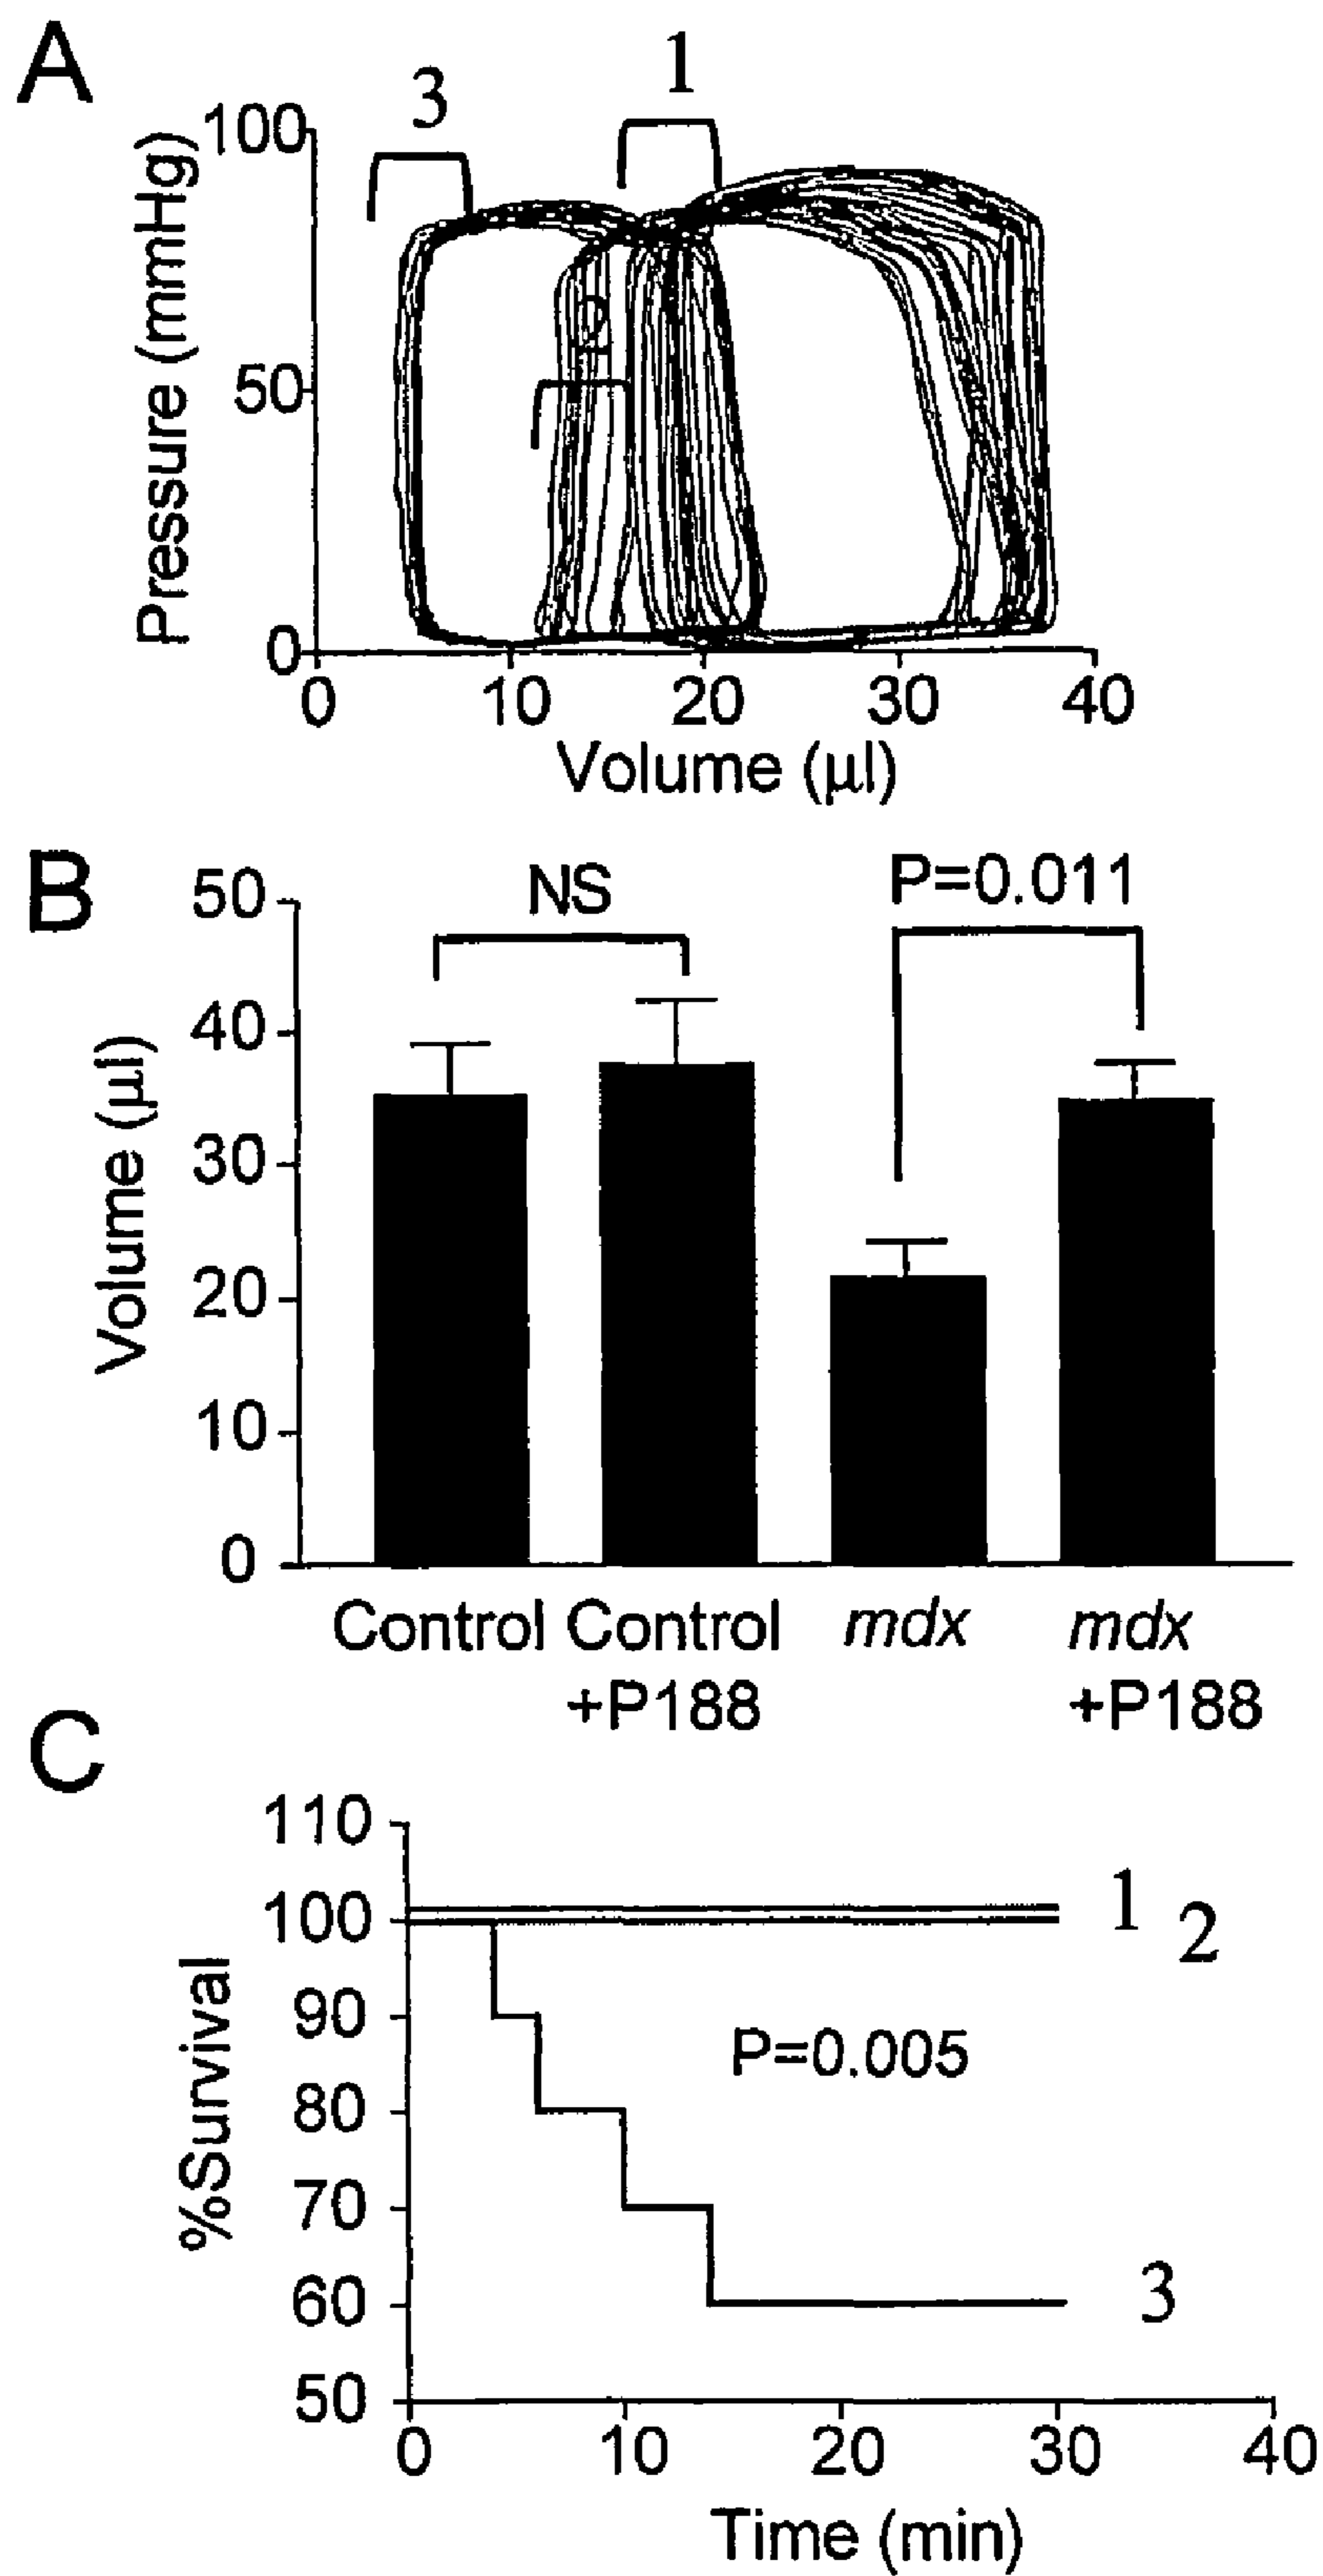 A
3
1
100
Pressure (mmHg)
2
50
0
0 10 20 30 40
Volume (µl)
B
50
NS
P=0.011
40
Volume (µl)
30
20
10
0
Control Control mdx mdx
+P188 +P188
C
110
100
1
2
90
%Survival
P=0.005
80
70
60
3
50
0 10 20 30 40
Time (min)